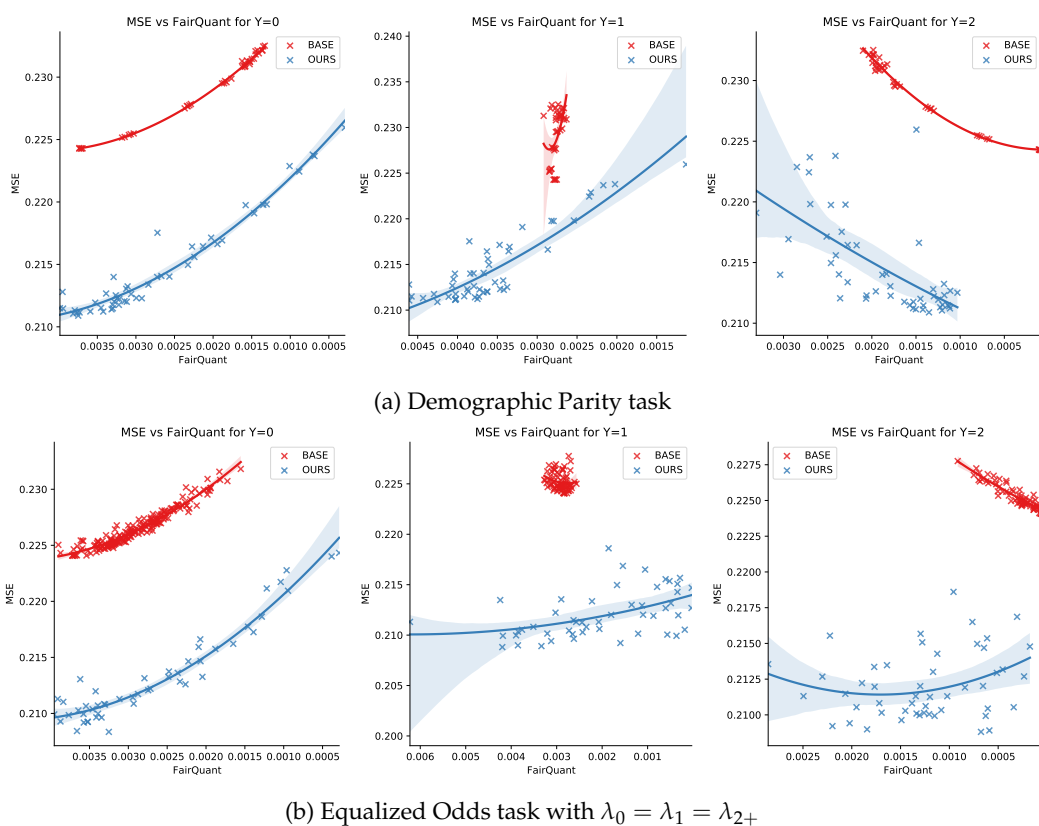 MSE vs FairQuant for Y=0
MSE vs FairQuant for Y=1
MSE vs FairQuant for Y=2
BASE
OURS
BASE
OURS
BASE
OURS
MSE
0.230
0.225
0.220
0.215
0.210
MSE
0.240
0.235
0.230
0.225
0.220
0.215
0.210
MSE
0.230
0.225
0.220
0.215
0.210
0.0035 0.0030 0.0025 0.0020 0.0015 0.0010 0.0005
0.0045 0.0040 0.0035 0.0030 0.0025 0.0020 0.0015
0.0030 0.0025 0.0020 0.0015 0.0010 0.0005
FairQuant
FairQuant
FairQuant
(a) Demographic Parity task
MSE vs FairQuant for Y=0
MSE vs FairQuant for Y=1
MSE vs FairQuant for Y=2
BASE
OURS
BASE
OURS
BASE
OURS
MSE
0.230
0.225
0.220
0.215
0.210
MSE
0.225
0.220
0.215
0.210
0.205
0.200
MSE
0.2275
0.2250
0.2225
0.2200
0.2175
0.2150
0.2125
0.2100
0.0035 0.0030 0.0025 0.0020 0.0015 0.0010 0.0005
0.006 0.005 0.004 0.003 0.002 0.001
0.0025 0.0020 0.0015 0.0010 0.0005
FairQuant
FairQuant
FairQuant
(b) Equalized Odds task with λ₀ = λ₁ = λ₂₊